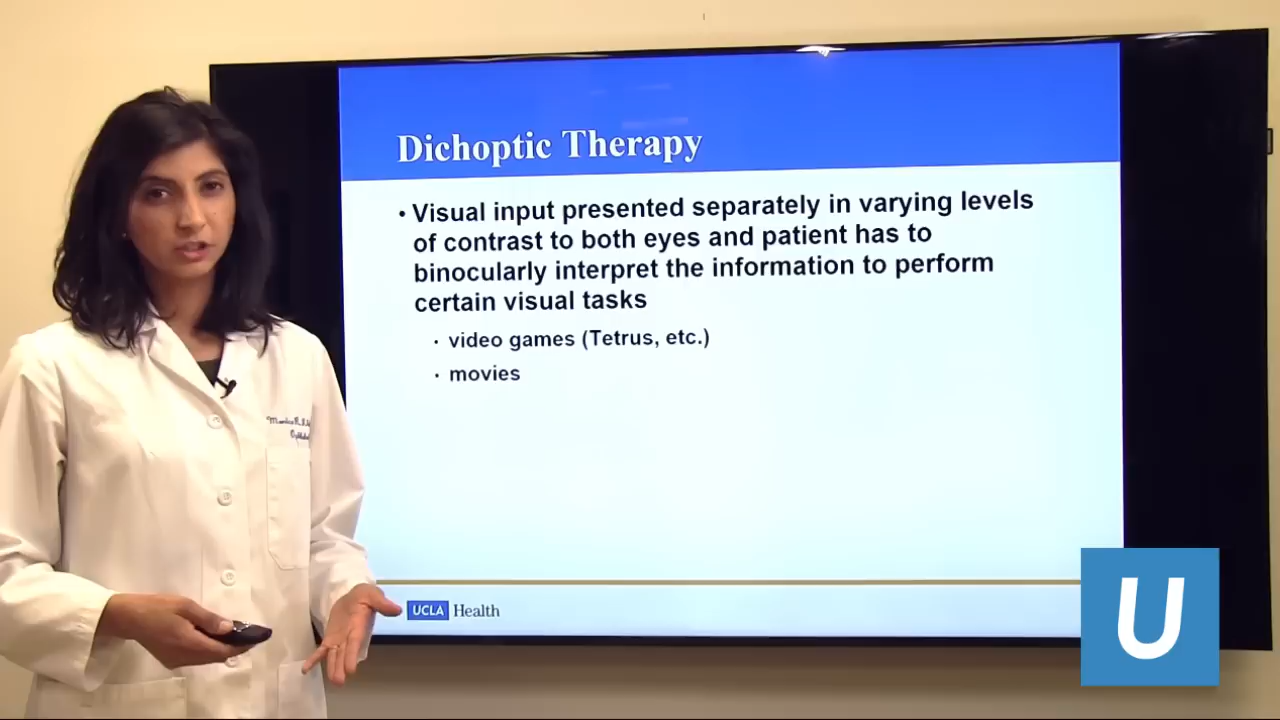 Dichoptic Therapy
• Visual input presented separately in varying levels
of contrast to both eyes and patient has to
binocularly interpret the information to perform
certain visual tasks
• video games (Tetrus, etc.)
• movies
UCLA Health
U